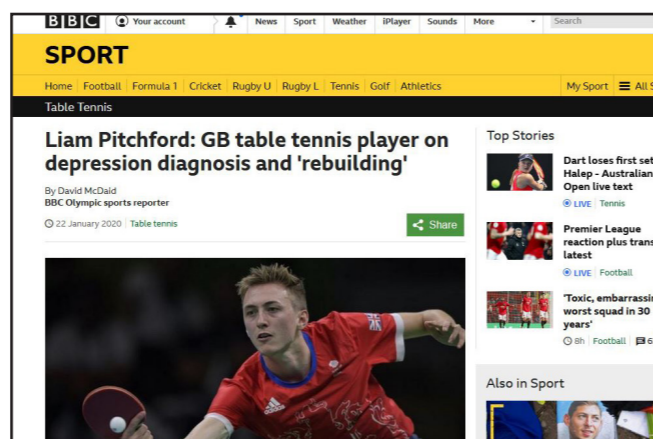 BBC Your account News Sport Weather iPlayer Sounds More Search
SPORT
Home Football Formula 1 Cricket Rugby U Rugby L Tennis Golf Athletics My Sport All S
Table Tennis
Liam Pitchford: GB table tennis player on
depression diagnosis and 'rebuilding'
By David McDaid
BBC Olympic sports reporter
22 January 2020 Table tennis
Share
Top Stories
Dart loses first set
Halep - Australian
Open live text
LIVE Tennis
Premier League
reaction plus trans
latest
LIVE Football
'Toxic, embarrassin
worst squad in 30
years'
8h Football 6
Also in Sport